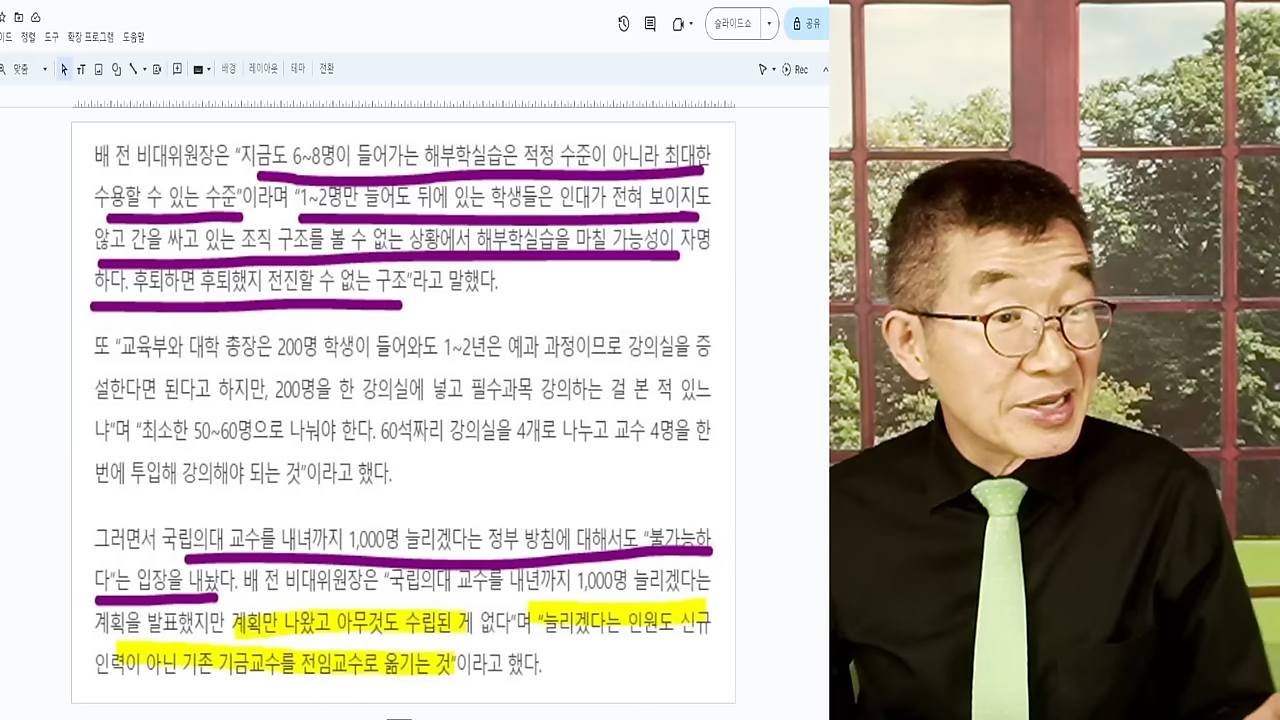 이드 정렬 도구 확장 프로그램 도움말
슬라이드쇼
공유
맞춤
배경 레이아웃 테마 전환
Rec
배 전 비대위원장은 “지금도 6~8명이 들어가는 해부학실습은 적정 수준이 아니라 최대한
수용할 수 있는 수준”이라며 “1~2명만 늘어도 뒤에 있는 학생들은 인대가 전혀 보이지도
않고 간을 싸고 있는 조직 구조를 볼 수 없는 상황에서 해부학실습을 마칠 가능성이 자명
하다. 후퇴하면 후퇴했지 전진할 수 없는 구조”라고 말했다.
또 “교육부와 대학 총장은 200명 학생이 들어와도 1~2년은 예과 과정이므로 강의실을 증
설한다면 된다고 하지만, 200명을 한 강의실에 넣고 필수과목 강의하는 걸 본 적 있느
냐”며 “최소한 50~60명으로 나눠야 한다. 60석짜리 강의실을 4개로 나누고 교수 4명을 한
번에 투입해 강의해야 되는 것”이라고 했다.
그러면서 국립의대 교수를 내녀까지 1,000명 늘리겠다는 정부 방침에 대해서도 “불가능하
다”는 입장을 내놨다. 배 전 비대위원장은 “국립의대 교수를 내년까지 1,000명 늘리겠다는
계획을 발표했지만 계획만 나왔고 아무것도 수립된 게 없다”며 “늘리겠다는 인원도 신규
인력이 아닌 기존 기금교수를 전임교수로 옮기는 것”이라고 했다.